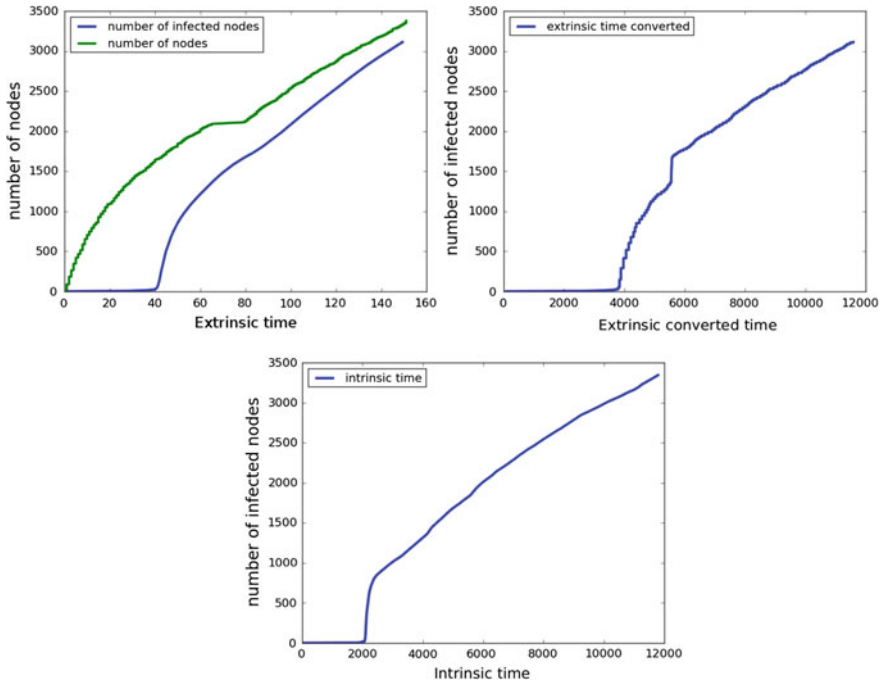 number of infected nodes
number of nodes
number of nodes
3500
3000
2500
2000
1500
1000
500
0
0 20 40 60 80 100 120 140 160
Extrinsic time
extrinsic time converted
number of infected nodes
3500
3000
2500
2000
1500
1000
500
0
0 2000 4000 6000 8000 10000 12000
Extrinsic converted time
intrinsic time
number of infected nodes
3500
3000
2500
2000
1500
1000
500
0
0 2000 4000 6000 8000 10000 12000
Intrinsic time